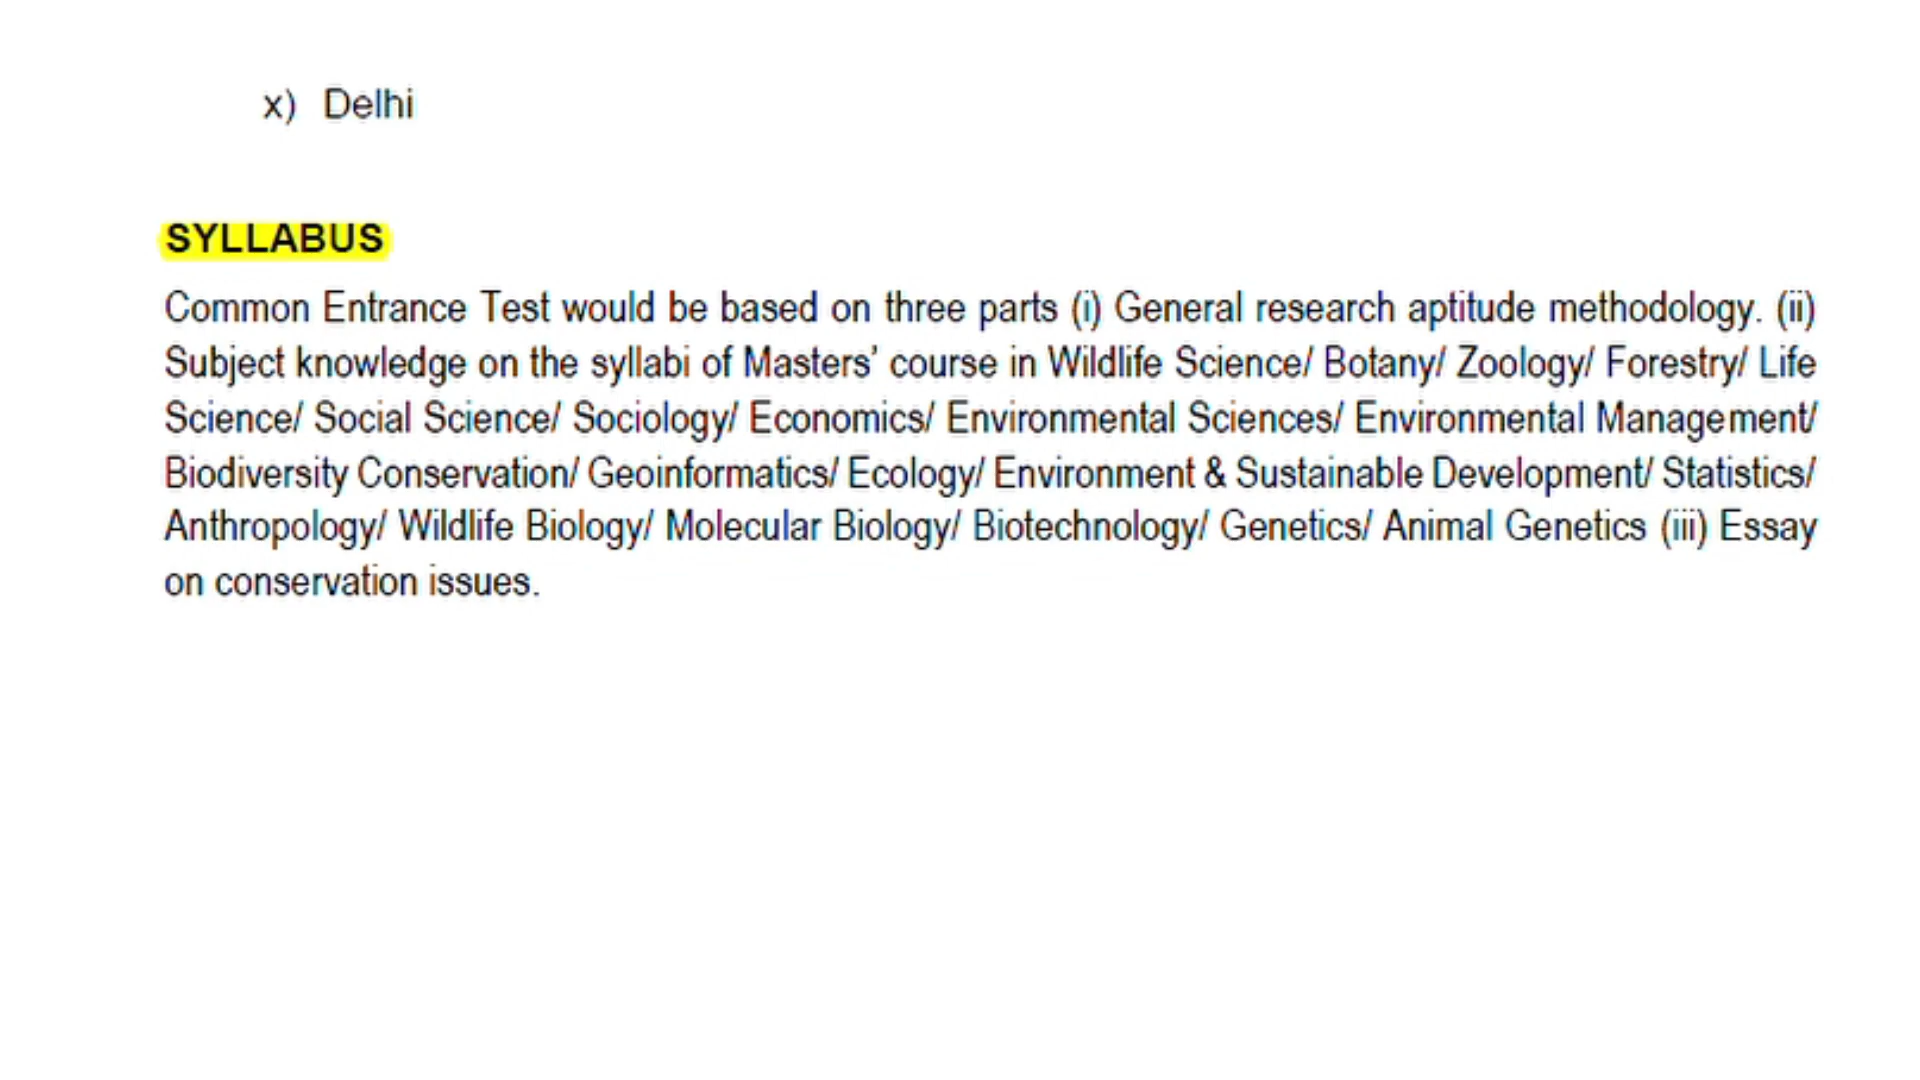 x) Delhi
SYLLABUS
Common Entrance Test would be based on three parts (i) General research aptitude methodology. (ii)
Subject knowledge on the syllabi of Masters’ course in Wildlife Science/ Botany/ Zoology/ Forestry/ Life
Science/ Social Science/ Sociology/ Economics/ Environmental Sciences/ Environmental Management/
Biodiversity Conservation/ Geoinformatics/ Ecology/ Environment & Sustainable Development/ Statistics/
Anthropology/ Wildlife Biology/ Molecular Biology/ Biotechnology/ Genetics/ Animal Genetics (iii) Essay
on conservation issues.